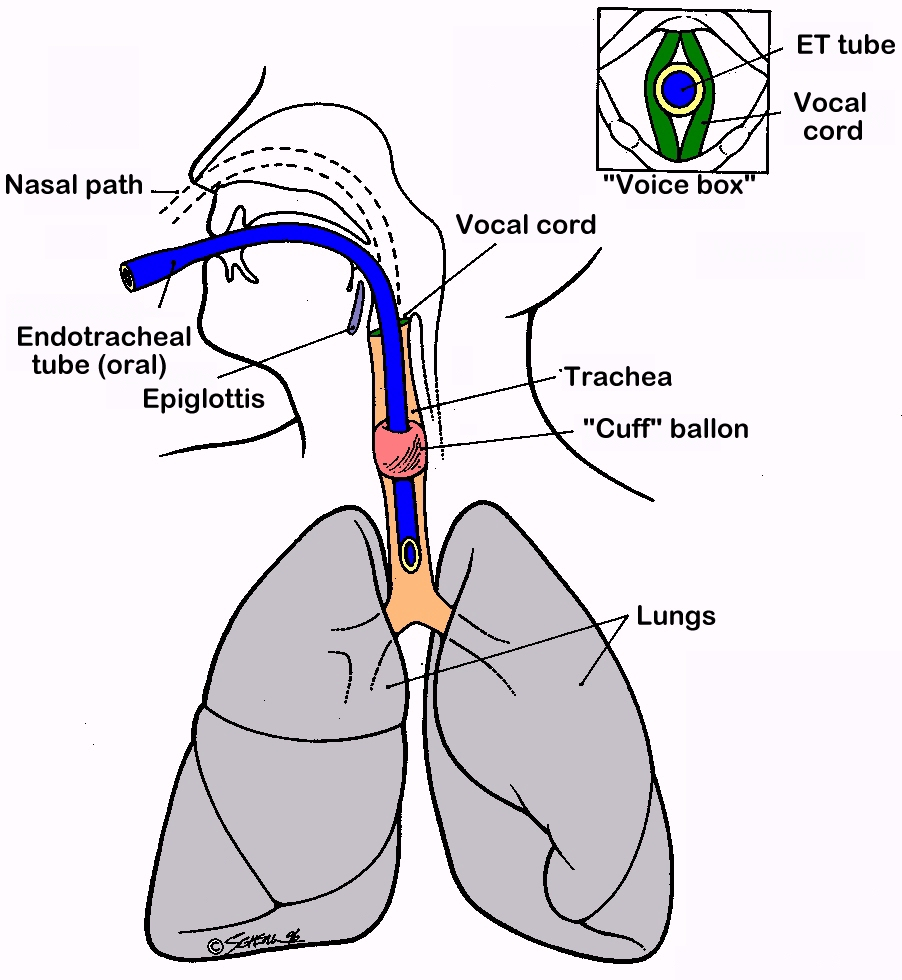 ET tube
Vocal
cord
"Voice box"
Nasal path
Vocal cord
Endotracheal
tube (oral)
Epiglottis
Trachea
"Cuff" ballon
Lungs
©